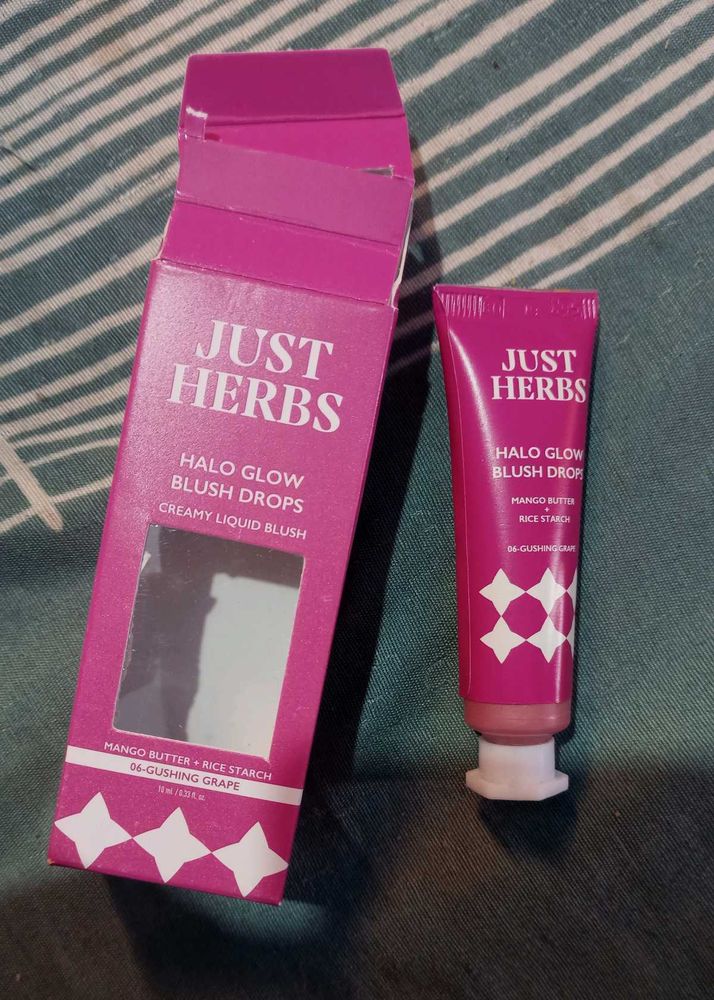 JUST
HERBS
HALO GLOW
BLUSH DROPS
CREAMY LIQUID BLUSH
MANGO BUTTER + RICE STARCH
06-GUSHING GRAPE
10 ml. / 0.33 fl. oz.
JUST
HERBS
HALO GLOW
BLUSH DROPS
MANGO BUTTER
+
RICE STARCH
06-GUSHING GRAPE